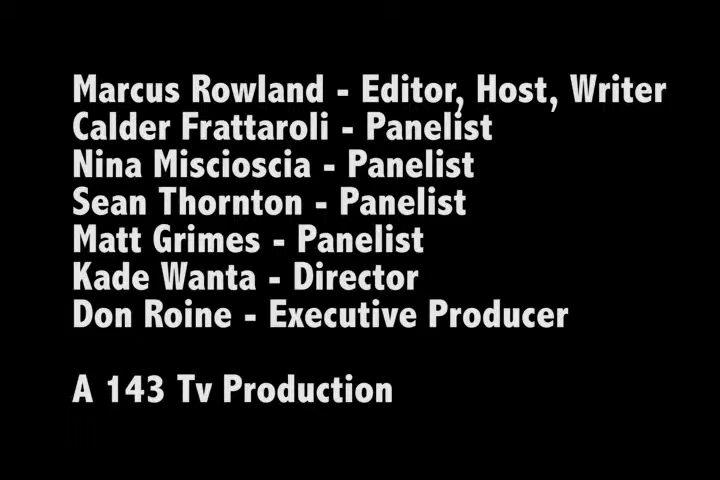 Marcus Rowland - Editor, Host, Writer
Calder Frattaroli - Panelist
Nina Miscioscia - Panelist
Sean Thornton - Panelist
Matt Grimes - Panelist
Kade Wanta - Director
Don Roine - Executive Producer
A 143 Tv Production